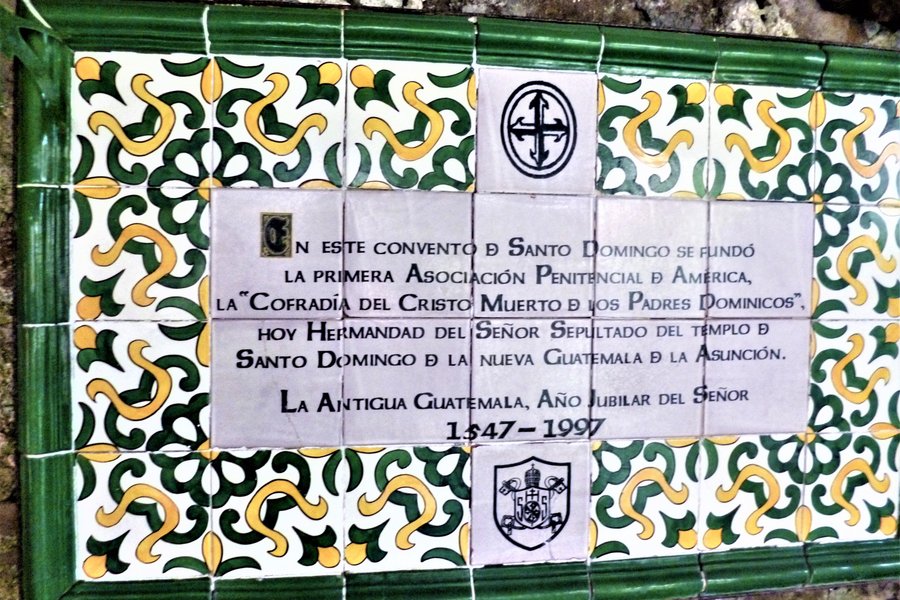 En este convento Ð Santo Domingo se fundó
la primera Asociación Penitencial Ð América,
la "Cofradía del Cristo Muerto Ð los Padres Dominicos",
hoy Hermandad del Señor Sepultado del templo Ð
Santo Domingo Ð la nueva Guatemala Ð la Asunción.
La Antigua Guatemala, Año Jubilar del Señor
1547-1997